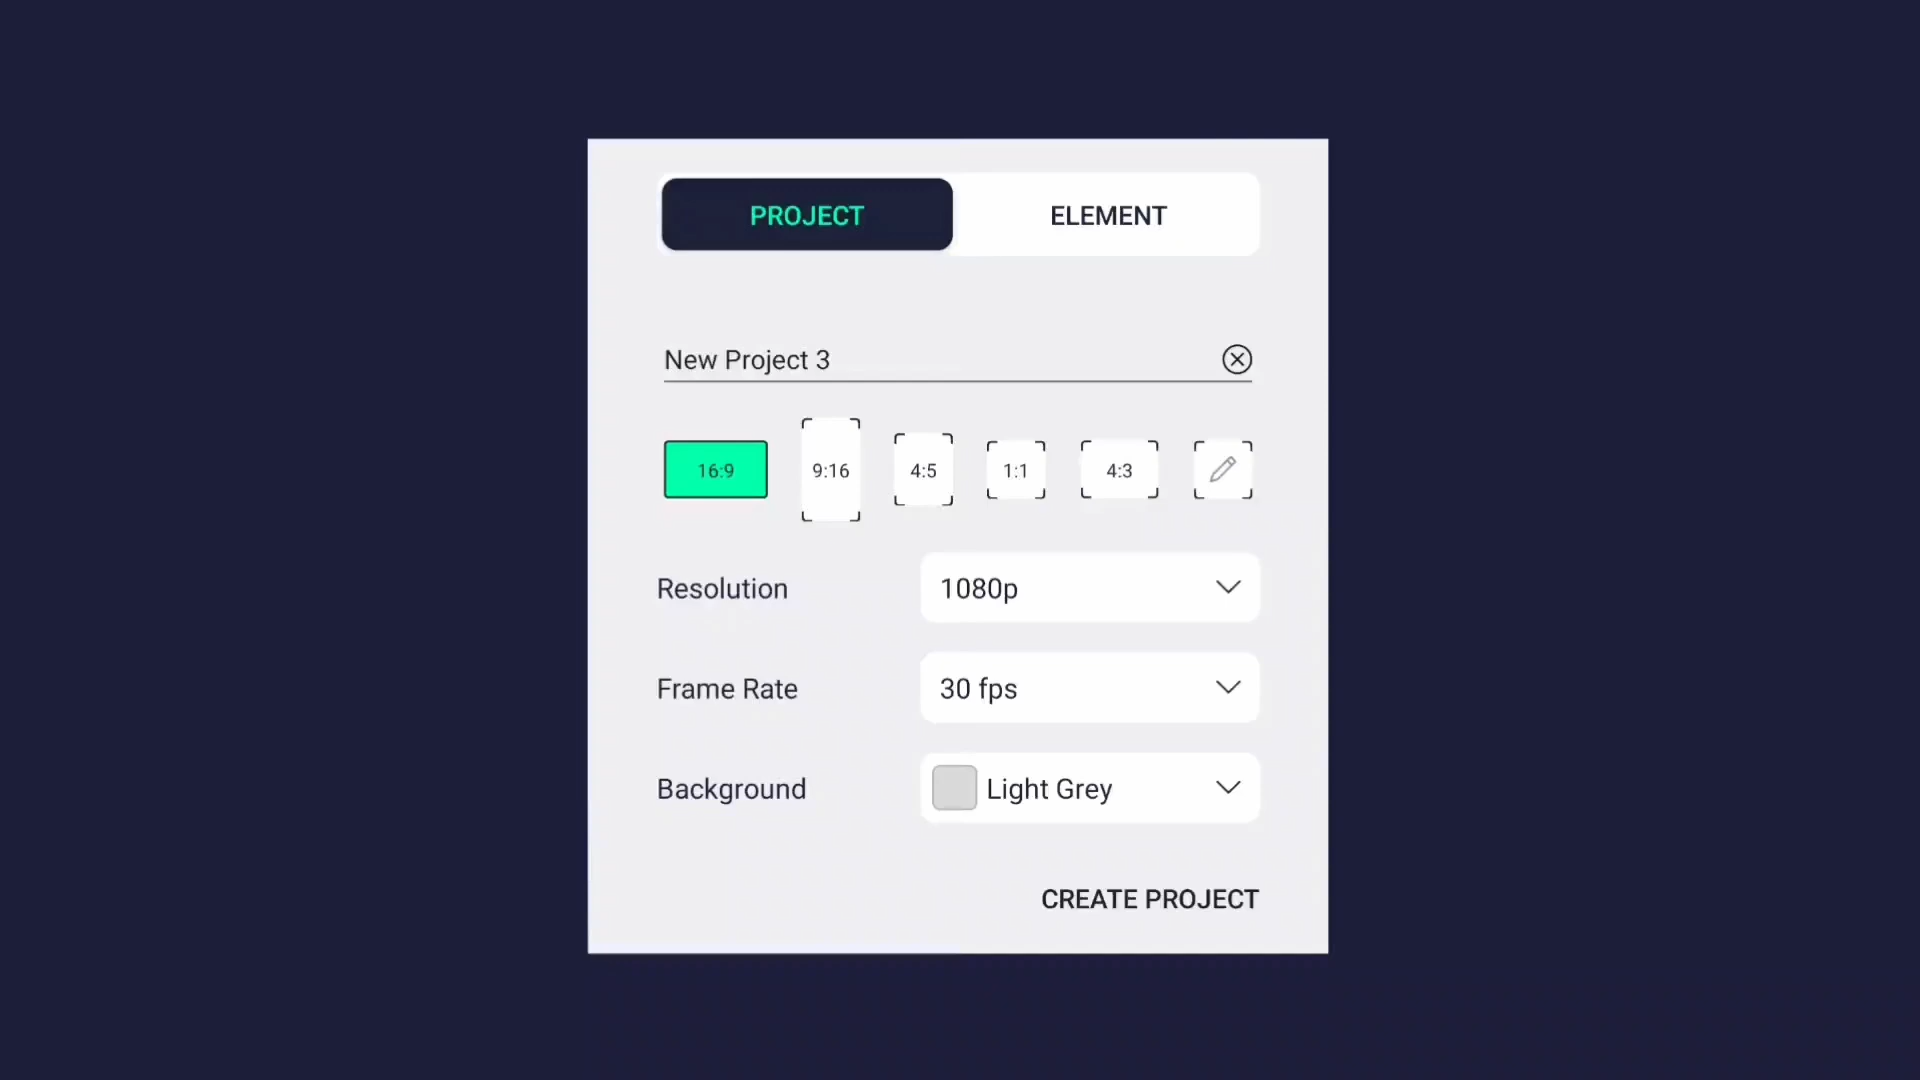 PROJECT ELEMENT
New Project 3
16:9 9:16 4:5 1:1 4:3
Resolution 1080p
Frame Rate 30 fps
Background Light Grey
CREATE PROJECT